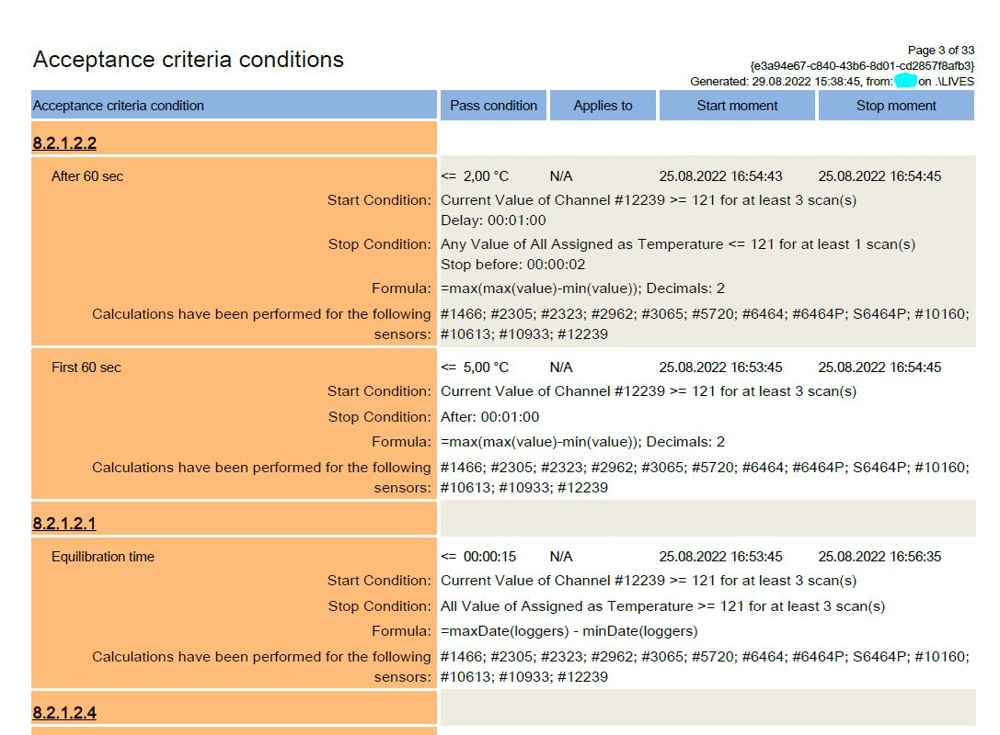 Acceptance criteria conditions
Page 3 of 33
{e3a94e67-c840-43b6-8d01-cd2857f8afb3}
Generated: 29.08.2022 15:38:45, from: on .\LIVES
Acceptance criteria condition Pass condition Applies to Start moment Stop moment
8.2.1.2.2
After 60 sec <= 2,00 °C N/A 25.08.2022 16:54:43 25.08.2022 16:54:45
Start Condition: Current Value of Channel #12239 >= 121 for at least 3 scan(s)
Delay: 00:01:00
Stop Condition: Any Value of All Assigned as Temperature <= 121 for at least 1 scan(s)
Stop before: 00:00:02
Formula: =max(max(value)-min(value)); Decimals: 2
Calculations have been performed for the following #1466; #2305; #2323; #2962; #3065; #5720; #6464; #6464P; S6464P; #10160;
sensors: #10613; #10933; #12239
First 60 sec <= 5,00 °C N/A 25.08.2022 16:53:45 25.08.2022 16:54:45
Start Condition: Current Value of Channel #12239 >= 121 for at least 3 scan(s)
Stop Condition: After: 00:01:00
Formula: =max(max(value)-min(value)); Decimals: 2
Calculations have been performed for the following #1466; #2305; #2323; #2962; #3065; #5720; #6464; #6464P; S6464P; #10160;
sensors: #10613; #10933; #12239
8.2.1.2.1
Equilibration time <= 00:00:15 N/A 25.08.2022 16:53:45 25.08.2022 16:56:35
Start Condition: Current Value of Channel #12239 >= 121 for at least 3 scan(s)
Stop Condition: All Value of Assigned as Temperature >= 121 for at least 3 scan(s)
Formula: =maxDate(loggers) - minDate(loggers)
Calculations have been performed for the following #1466; #2305; #2323; #2962; #3065; #5720; #6464; #6464P; S6464P; #10160;
sensors: #10613; #10933; #12239
8.2.1.2.4